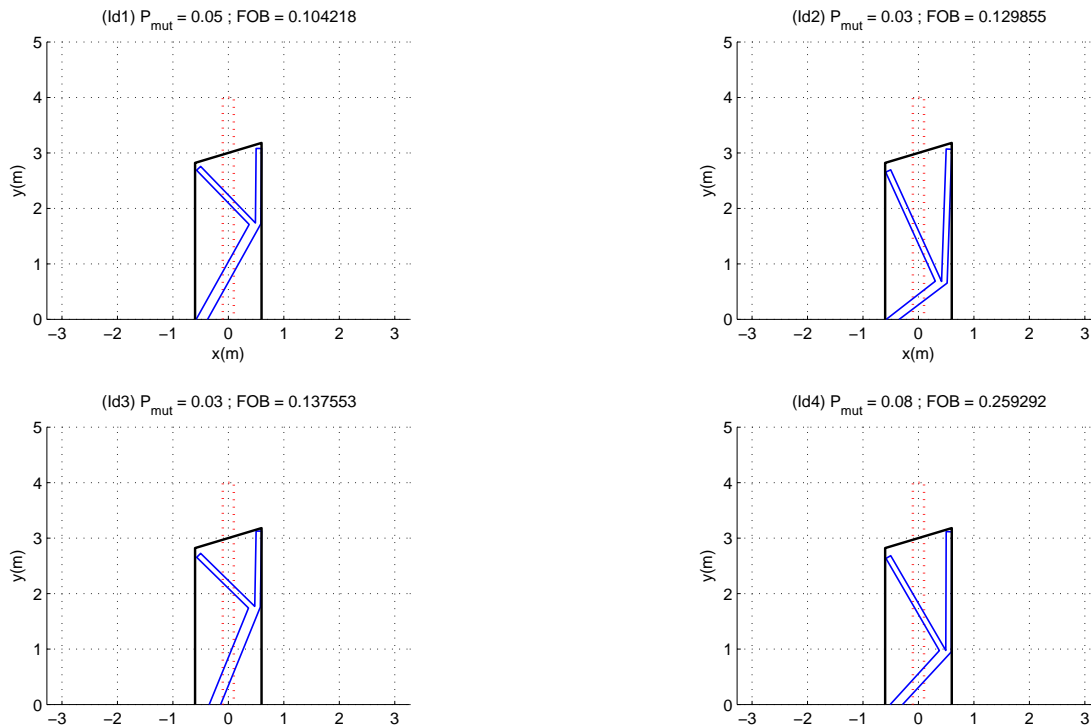 (Id1) P_mut = 0.05 ; FOB = 0.104218
5
4
3
2
1
0
y(m)
−3 −2 −1 0 1 2 3
x(m)
(Id2) P_mut = 0.03 ; FOB = 0.129855
5
4
3
2
1
0
y(m)
−3 −2 −1 0 1 2 3
x(m)
(Id3) P_mut = 0.03 ; FOB = 0.137553
5
4
3
2
1
0
y(m)
−3 −2 −1 0 1 2 3
(Id4) P_mut = 0.08 ; FOB = 0.259292
5
4
3
2
1
0
y(m)
−3 −2 −1 0 1 2 3